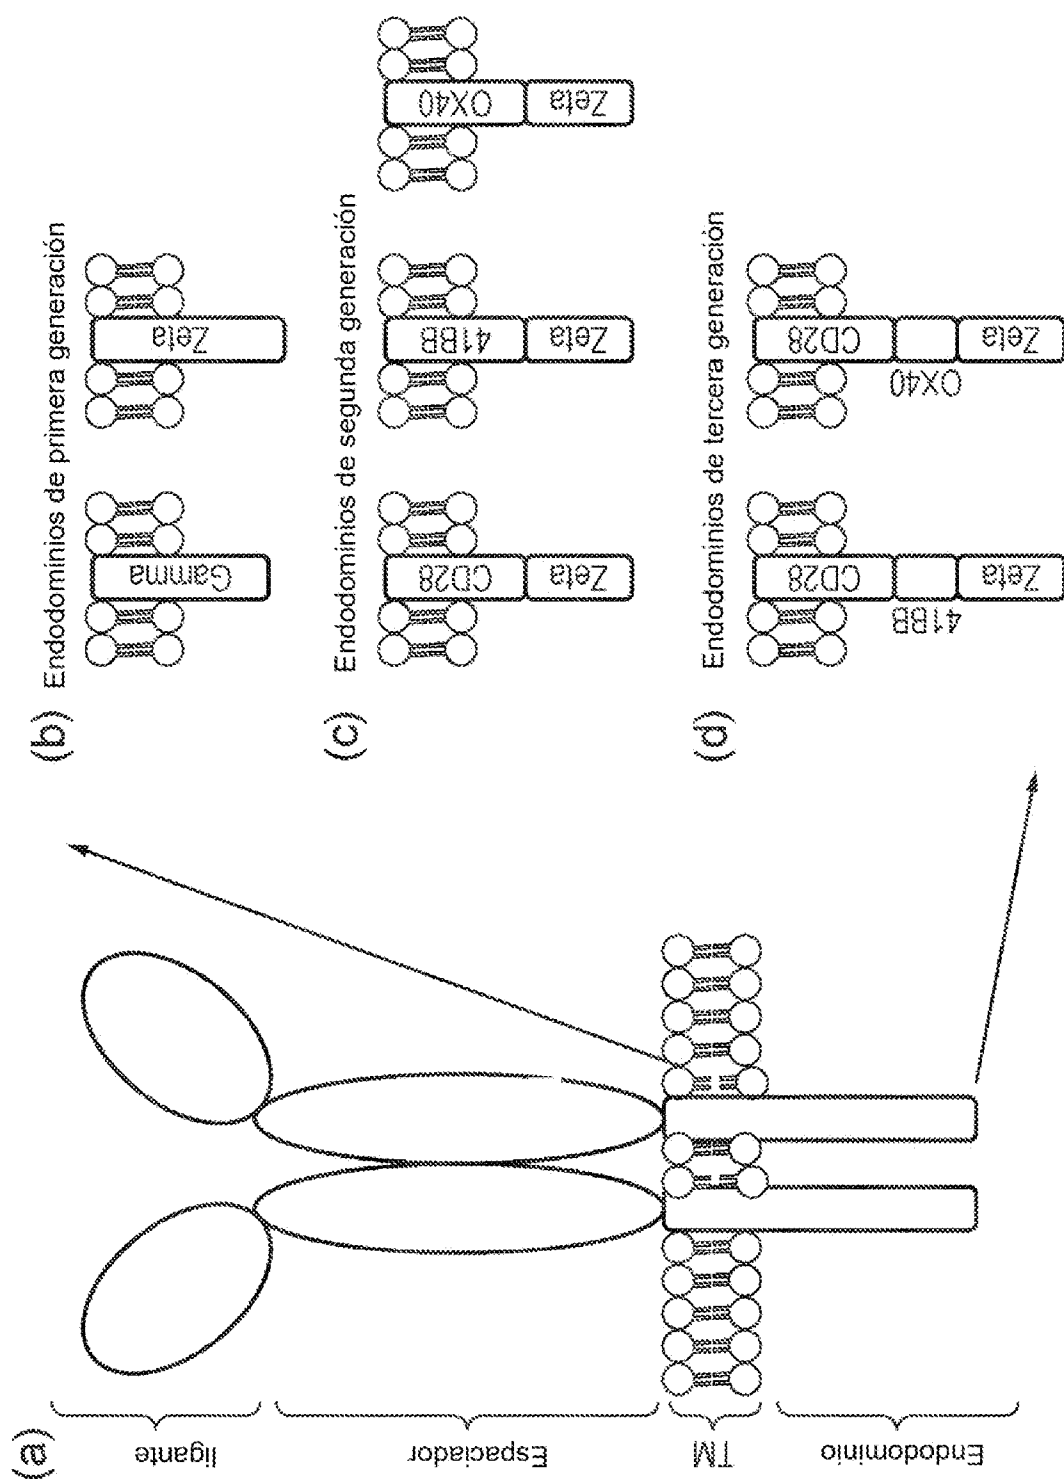 (a)
ligante
Espaciador
TM
Endodominio
(b) Endodominios de primera generación
Gamma
Zeta
(c) Endodominios de segunda generación
CD28
Zeta
41BB
Zeta
OX40
Zeta
(d) Endodominios de tercera generación
CD28
41BB
Zeta
CD28
OX40
Zeta